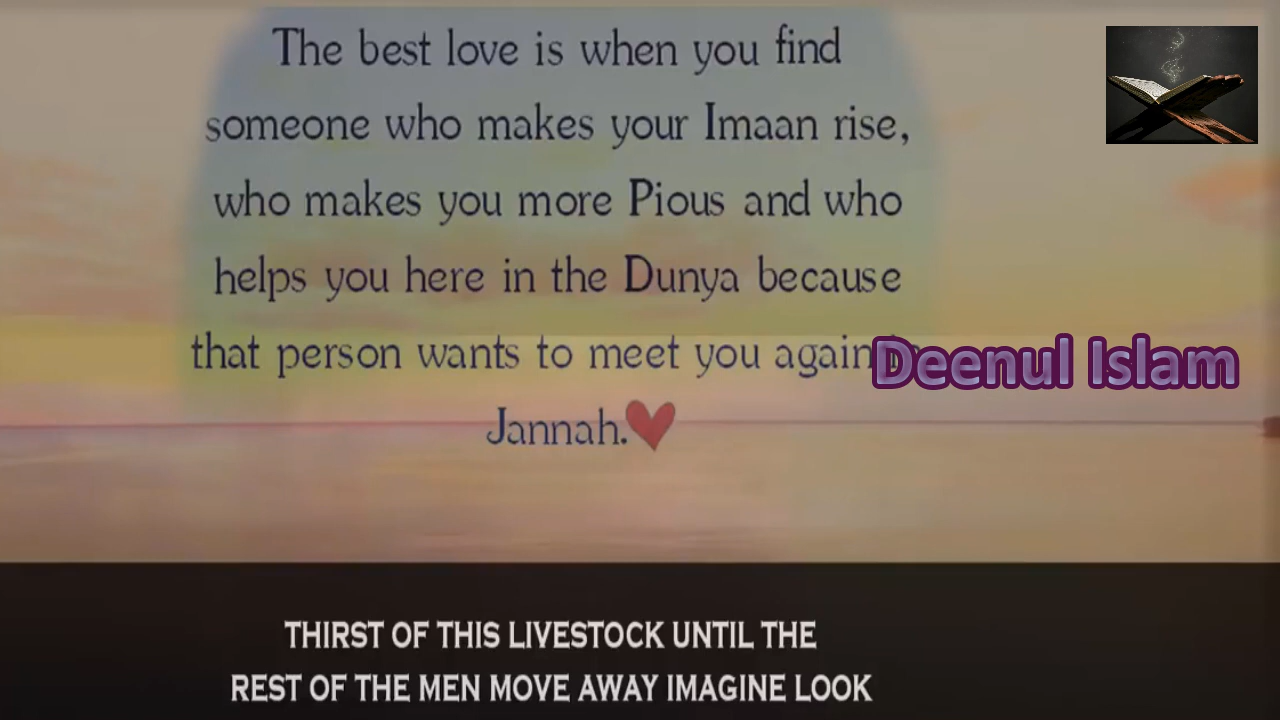 The best love is when you find
someone who makes your Imaan rise,
who makes you more Pious and who
helps you here in the Dunya because
that person wants to meet you again
Deenul Islam
Jannah.
THIRST OF THIS LIVESTOCK UNTIL THE
REST OF THE MEN MOVE AWAY IMAGINE LOOK